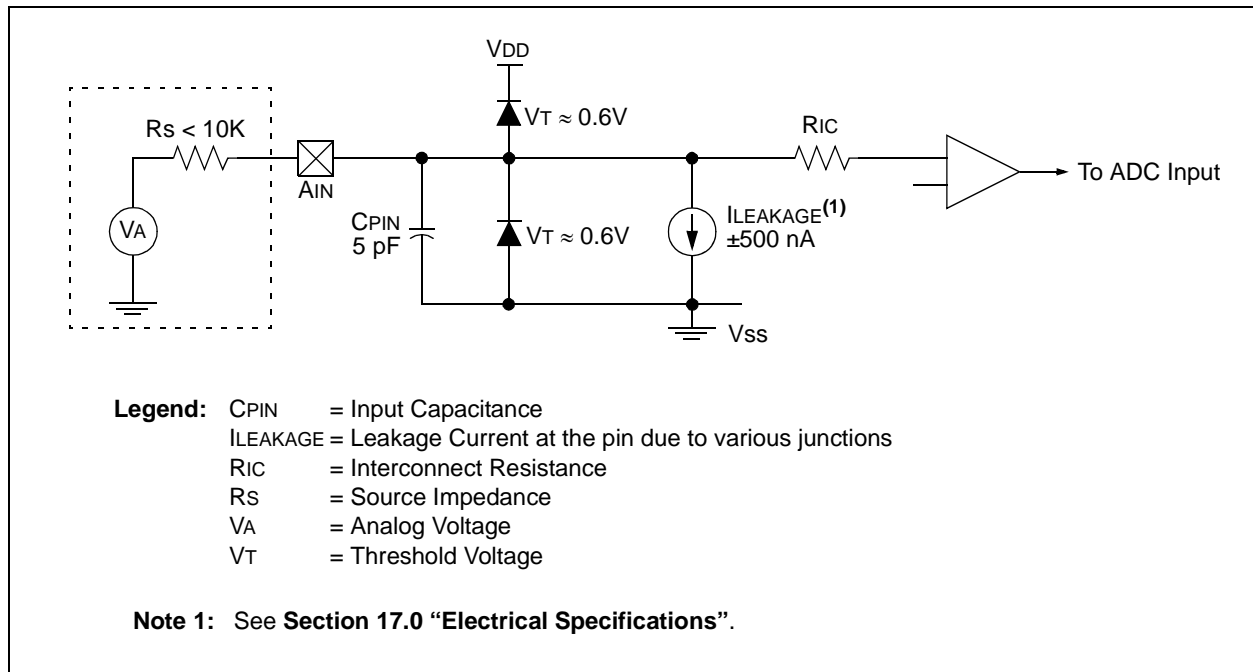 VDD
VT ≈ 0.6V
RS < 10K
RIC
AIN
To ADC Input
VA
CPIN
5 pF
VT ≈ 0.6V
ILEAKAGE(1)
±500 nA
VSS
Legend: CPIN = Input Capacitance
ILEAKAGE = Leakage Current at the pin due to various junctions
RIC = Interconnect Resistance
RS = Source Impedance
VA = Analog Voltage
VT = Threshold Voltage
Note 1: See Section 17.0 “Electrical Specifications”.